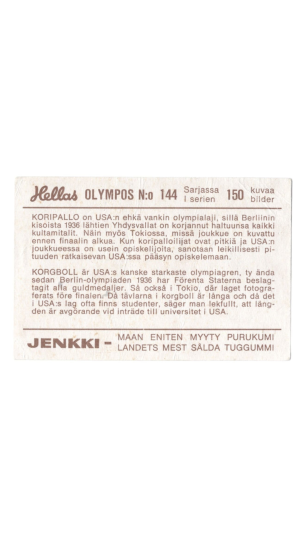 Hellas OLYMPOS N:o 144 Sarjassa I serien 150 kuvaa bilder
KORIPALLO on USA:n ehkä vankin olympialaji, sillä Berliinin
kisoista 1936 lähtien Yhdysvallat on korjannut haltuunsa kaikki
kultamitalit. Näin myös Tokiossa, missä joukkue on kuvattu
ennen finaalin alkua. Kun koripalloilijat ovat pitkiä ja USA:n
joukkueessa on usein opiskelijoita, sanotaan leikillisesti pi-
tuuden ratkaisevan USA:ssa pääsyn opiskelemaan.
KORGBOLL är USA:s kanske starkaste olympiagren, ty ända
sedan Berlin-olympiaden 1936 har Förenta Staterna beslag-
tagit alla guldmedaljer. Så också i Tokio, där laget fotogra-
ferats före finalen. Då tävlarna i korgboll är långa och då det
i USA:s lag ofta finns studenter, säger man lekfullt, att läng-
den är avgörande vid inträde till universitet i USA.
JENKKI – MAAN ENITEN MYYTY PURUKUMI
LANDETS MEST SÅLDA TUGGUMMI